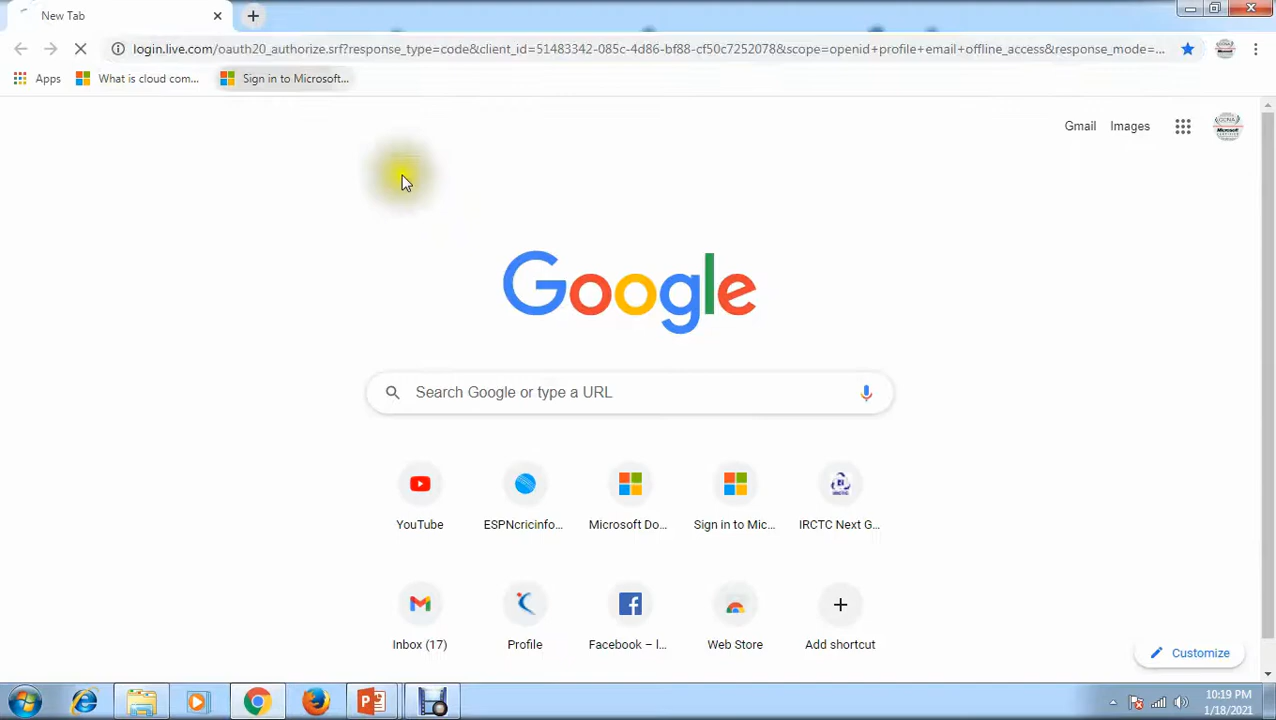 New Tab
login.live.com/oauth20_authorize.srf?response_type=code&client_id=51483342-085c-4d86-bf88-cf50c7252078&scope=openid+profile+email+offline_access&response_mode=...
Apps What is cloud com... Sign in to Microsoft...
Gmail Images
Google
Search Google or type a URL
YouTube ESPNcricinfo... Microsoft Do... Sign in to Mic... IRCTC Next G...
Inbox (17) Profile Facebook – l... Web Store Add shortcut
Customize
10:19 PM
1/18/2021